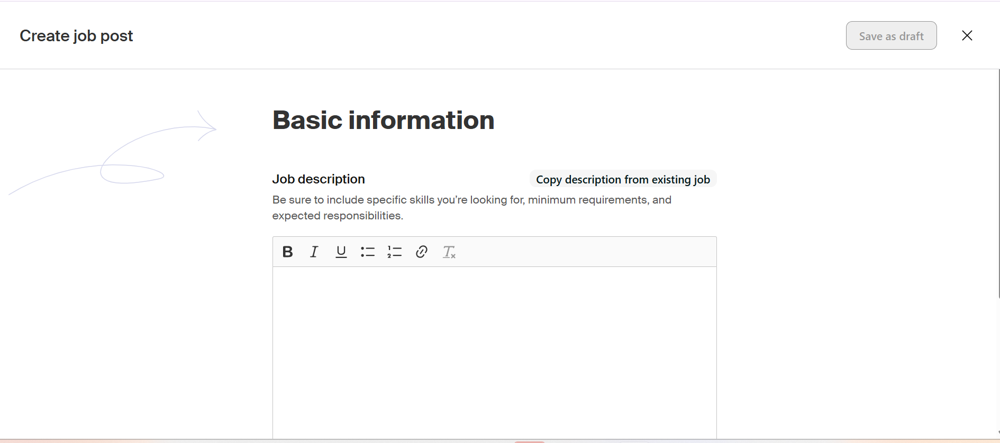 Create job post
Save as draft
Basic information
Job description
Copy description from existing job
Be sure to include specific skills you’re looking for, minimum requirements, and
expected responsibilities.